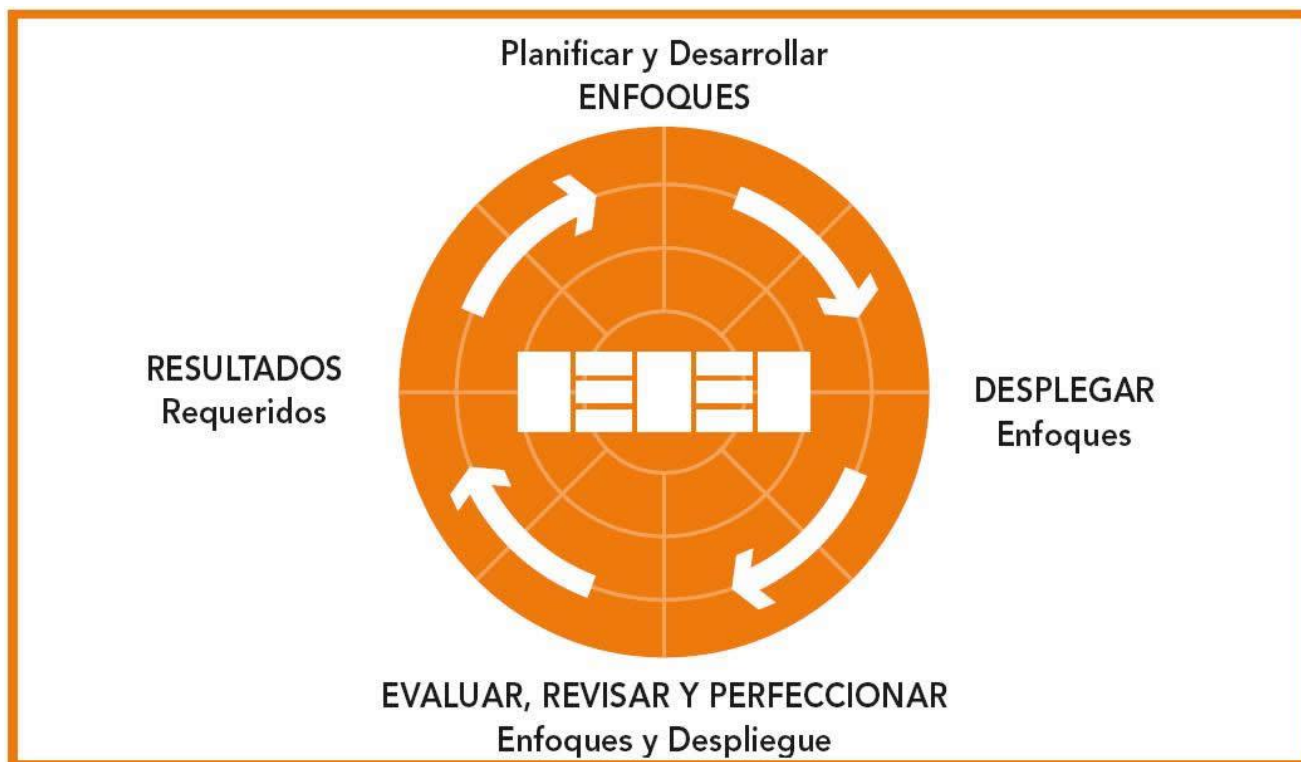 Planificar y Desarrollar
ENFOQUES
RESULTADOS
Requeridos
DESPLEGAR
Enfoques
EVALUAR, REVISAR Y PERFECCIONAR
Enfoques y Despliegue